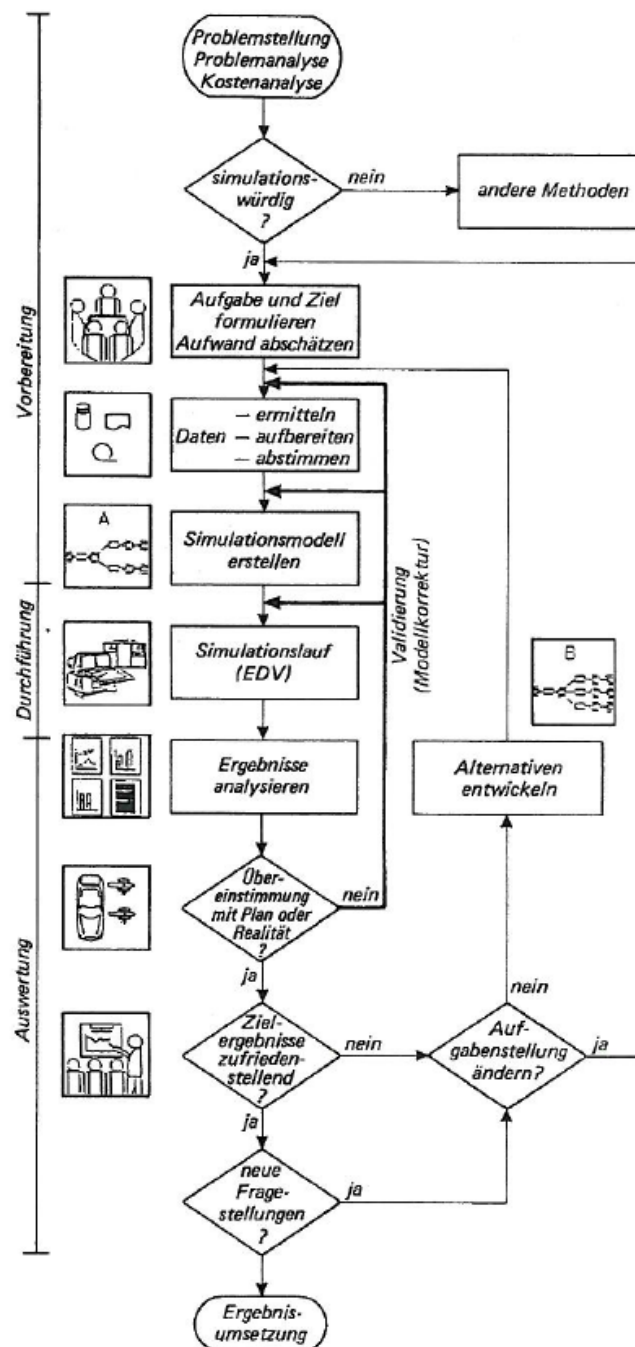 Problemstellung
Problemanalyse
Kostenanalyse
simulations-
würdig
?
nein
andere Methoden
ja
Vorbereitung
Aufgabe und Ziel
formulieren
Aufwand abschätzen
— ermitteln
Daten — aufbereiten
— abstimmen
A
Simulationsmodell
erstellen
Validierung
(Modellkorrektur)
Durchführung
Simulationslauf
(EDV)
B
Ergebnisse
analysieren
Alternativen
entwickeln
Auswertung
Über-
einstimmung
mit Plan oder
Realität
?
nein
ja
nein
Ziel-
ergebnisse
zufrieden-
stellend
?
nein
Auf-
gabenstellung
ändern?
ja
ja
neue
Frage-
stellungen
?
ja
Ergebnis-
umsetzung